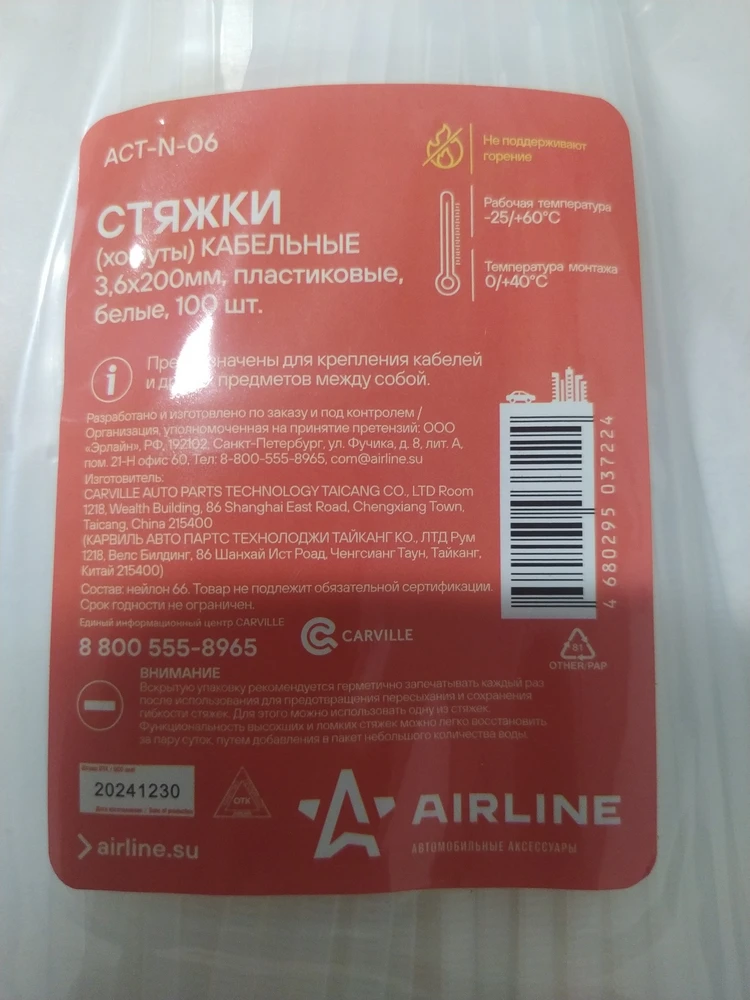 ACT-N-06
Не поддерживают
горение
СТЯЖКИ
(хомуты) КАБЕЛЬНЫЕ
3,6х200мм, пластиковые,
белые, 100 шт.
Рабочая температура
-25/+60°C
Температура монтажа
0/+40°C
i
Предназначены для крепления кабелей
и других предметов между собой.
Разработано и изготовлено по заказу и под контролем /
Организация, уполномоченная на принятие претензий: ООО
«Эрлайн», РФ, 192102, Санкт-Петербург, ул. Фучика, д. 8, лит. А,
пом. 21-Н офис 60, Тел: 8-800-555-8965, com@airline.su
Изготовитель:
CARVILLE AUTO PARTS TECHNOLOGY TAICANG CO., LTD Room
1218, Wealth Building, 86 Shanghai East Road, Chengxiang Town,
Taicang, China 215400
(КАРВИЛЬ АВТО ПАРТС ТЕХНОЛОДЖИ ТАЙКАНГ КО., ЛТД Рум
1218, Велс Билдинг, 86 Шанхай Ист Роад, Ченгсианг Таун, Тайканг,
Китай 215400)
Состав: нейлон 66. Товар не подлежит обязательной сертификации.
Срок годности не ограничен.
Единый информационный центр CARVILLE
8 800 555-8965
CARVILLE
4 680295 037224
81
OTHER/PAP
ВНИМАНИЕ
Вскрытую упаковку рекомендуется герметично запечатывать каждый раз
после использования для предотвращения пересыхания и сохранения
гибкости стяжек. Для этого можно использовать одну из стяжек.
Функциональность высохших и ломких стяжек можно легко восстановить
за пару суток, путем добавления в пакет небольшого количества воды.
20241230
Дата изготовления / Date of production
ОТК
airline.su
AIRLINE
АВТОМОБИЛЬНЫЕ АКСЕССУАРЫ